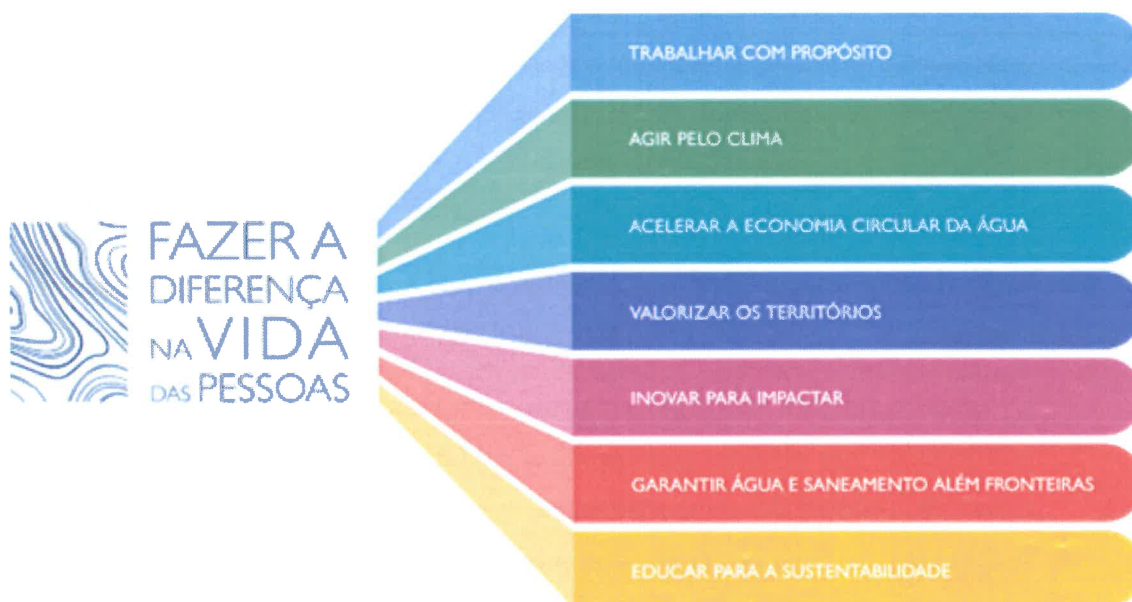 FAZER A
DIFERENÇA
NA VIDA
DAS PESSOAS
TRABALHAR COM PROPÓSITO
AGIR PELO CLIMA
ACELERAR A ECONOMIA CIRCULAR DA ÁGUA
VALORIZAR OS TERRITÓRIOS
INOVAR PARA IMPACTAR
GARANTIR ÁGUA E SANEAMENTO ALÉM FRONTEIRAS
EDUCAR PARA A SUSTENTABILIDADE